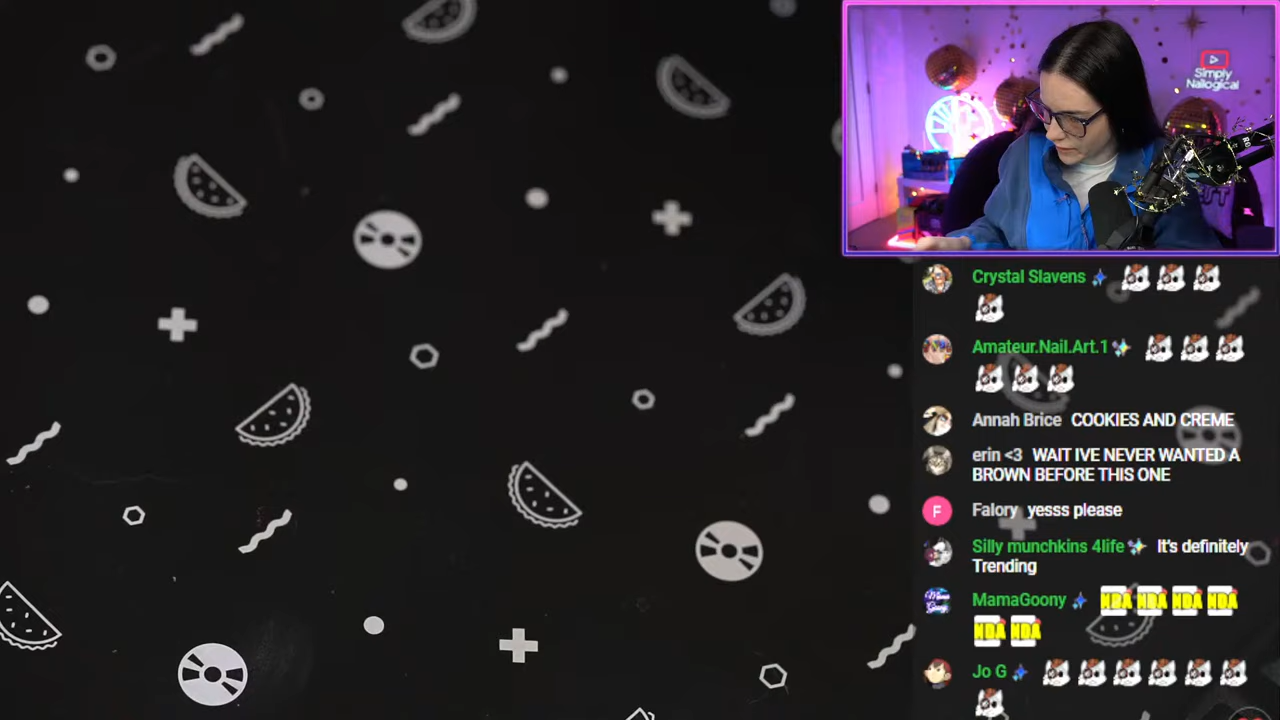 Simply
Nailogical
Crystal Slavens
Amateur.Nail.Art.1
Annah Brice COOKIES AND CREME
erin <3 WAIT IVE NEVER WANTED A
BROWN BEFORE THIS ONE
F Falory yesss please
Silly munchkins 4life It's definitely
Trending
MamaGoony NDA NDA NDA NDA
NDA NDA
Jo G